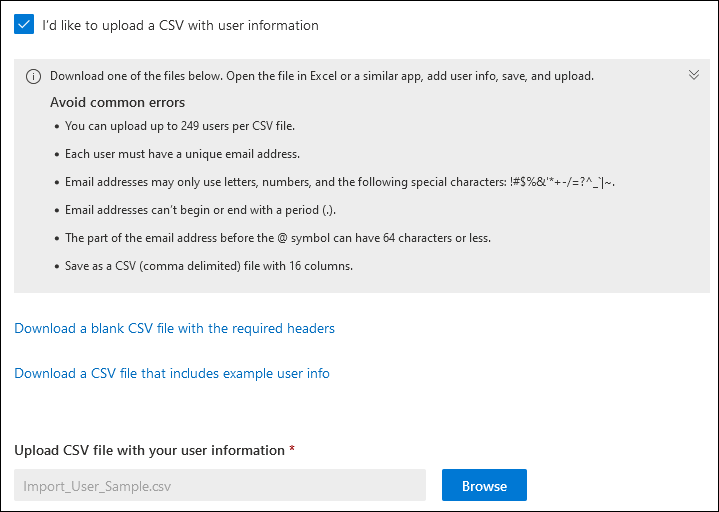 I'd like to upload a CSV with user information
Download one of the files below. Open the file in Excel or a similar app, add user info, save, and upload.
Avoid common errors
• You can upload up to 249 users per CSV file.
• Each user must have a unique email address.
• Email addresses may only use letters, numbers, and the following special characters: !#$%&'*+-/=?^_`|~.
• Email addresses can't begin or end with a period (.).
• The part of the email address before the @ symbol can have 64 characters or less.
• Save as a CSV (comma delimited) file with 16 columns.
Download a blank CSV file with the required headers
Download a CSV file that includes example user info
Upload CSV file with your user information *
Import_User_Sample.csv
Browse